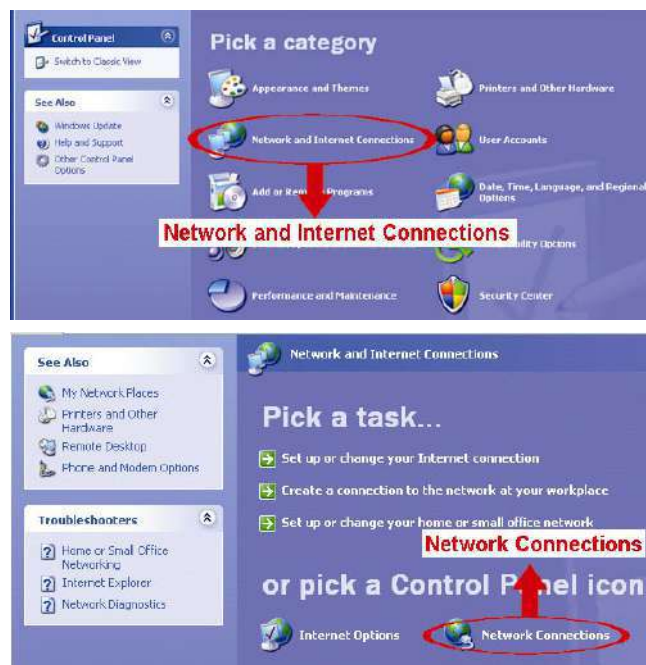 Control Panel
Switch to Classic View
See Also
Windows Update
Help and Support
Other Control Panel
Options
Pick a category
Appearance and Themes
Printers and Other Hardware
Network and Internet Connections
User Accounts
Add or Remove Programs
Date, Time, Language, and Regional
Options
Network and Internet Connections
Options
Performance and Maintenance
Security Center
See Also
My Network Places
Printers and Other
Hardware
Remote Desktop
Phone and Modem Options
Troubleshooters
Home or Small Office
Networking
Internet Explorer
Network Diagnostics
Network and Internet Connections
Pick a task...
Set up or change your Internet connection
Create a connection to the network at your workplace
Set up or change your home or small office network
Network Connections
or pick a Control Panel icon
Internet Options
Network Connections